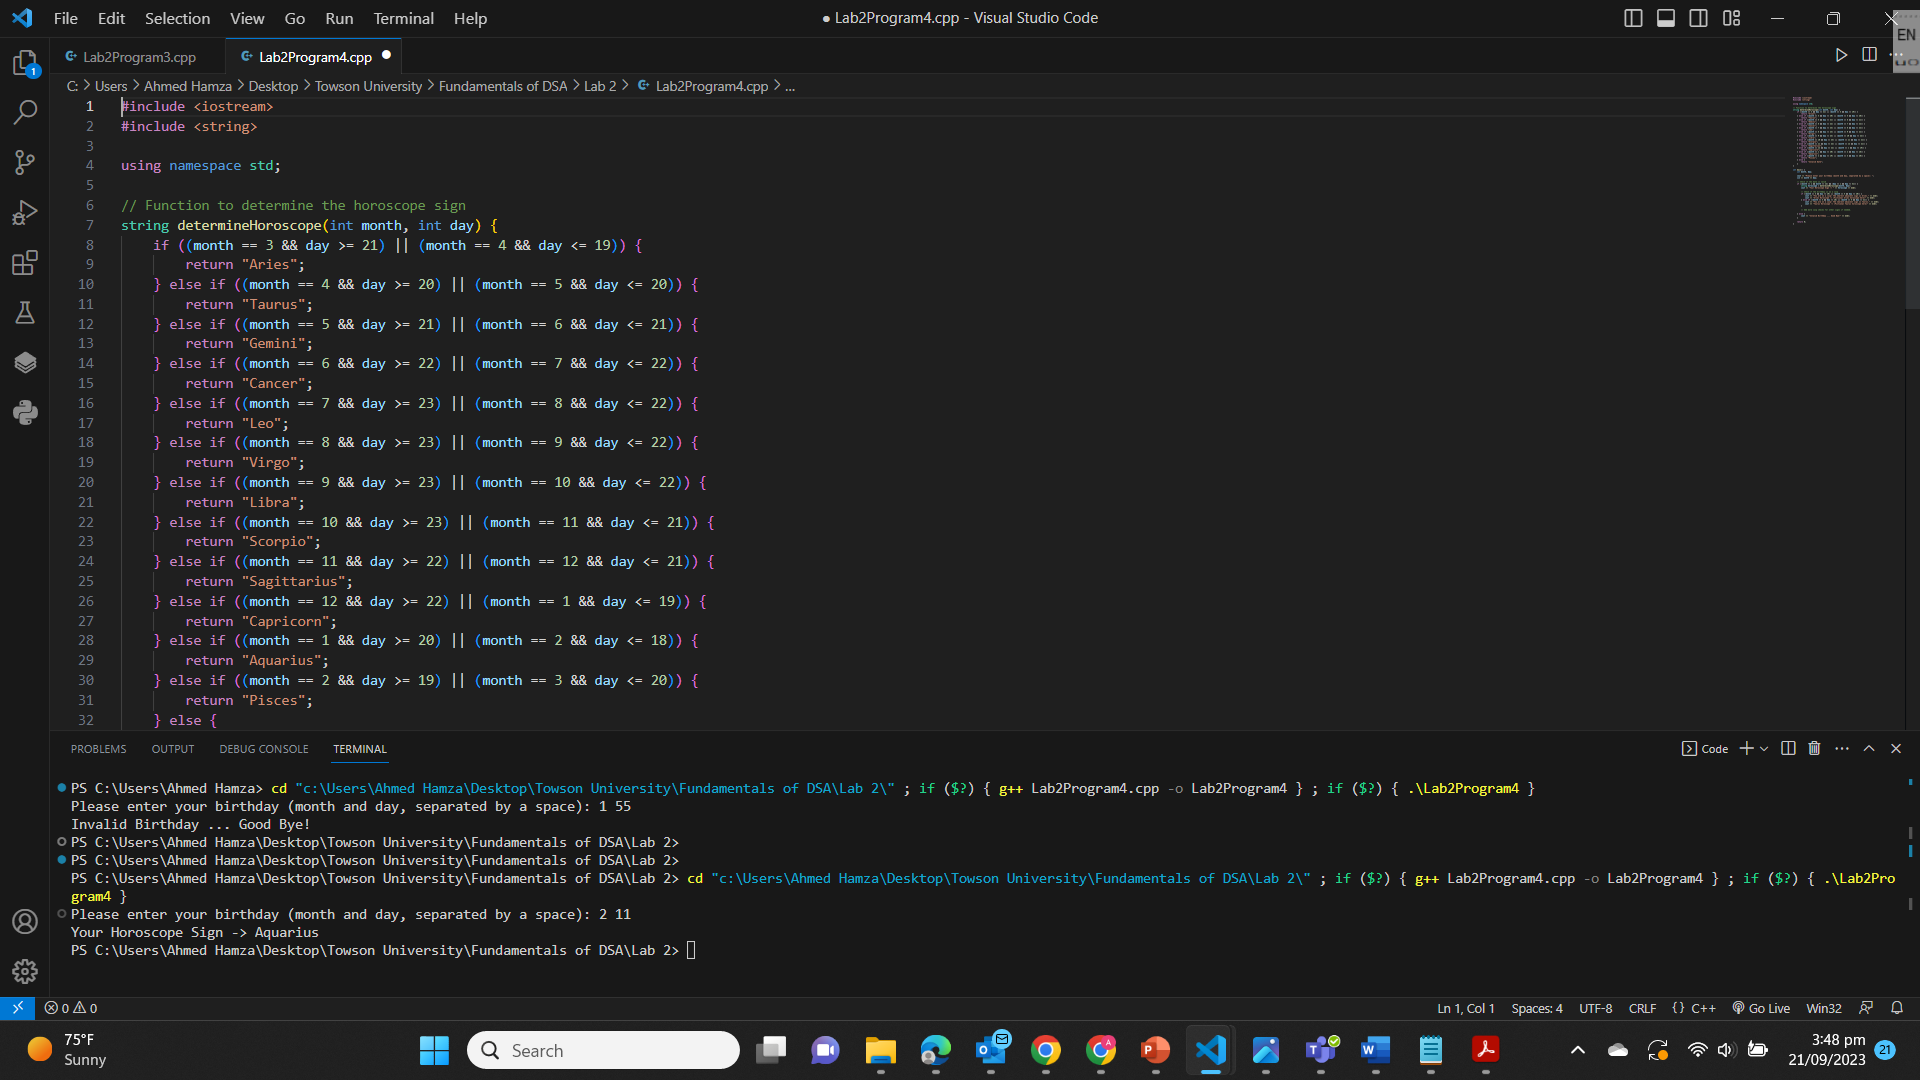 File Edit Selection View Go Run Terminal Help
● Lab2Program4.cpp - Visual Studio Code
EN
Lab2Program3.cpp
Lab2Program4.cpp ●
C: > Users > Ahmed Hamza > Desktop > Towson University > Fundamentals of DSA > Lab 2 > Lab2Program4.cpp > ...
1 #include <iostream>
2 #include <string>
3
4 using namespace std;
5
6 // Function to determine the horoscope sign
7 string determineHoroscope(int month, int day) {
8 if ((month == 3 && day >= 21) || (month == 4 && day <= 19)) {
9 return "Aries";
10 } else if ((month == 4 && day >= 20) || (month == 5 && day <= 20)) {
11 return "Taurus";
12 } else if ((month == 5 && day >= 21) || (month == 6 && day <= 21)) {
13 return "Gemini";
14 } else if ((month == 6 && day >= 22) || (month == 7 && day <= 22)) {
15 return "Cancer";
16 } else if ((month == 7 && day >= 23) || (month == 8 && day <= 22)) {
17 return "Leo";
18 } else if ((month == 8 && day >= 23) || (month == 9 && day <= 22)) {
19 return "Virgo";
20 } else if ((month == 9 && day >= 23) || (month == 10 && day <= 22)) {
21 return "Libra";
22 } else if ((month == 10 && day >= 23) || (month == 11 && day <= 21)) {
23 return "Scorpio";
24 } else if ((month == 11 && day >= 22) || (month == 12 && day <= 21)) {
25 return "Sagittarius";
26 } else if ((month == 12 && day >= 22) || (month == 1 && day <= 19)) {
27 return "Capricorn";
28 } else if ((month == 1 && day >= 20) || (month == 2 && day <= 18)) {
29 return "Aquarius";
30 } else if ((month == 2 && day >= 19) || (month == 3 && day <= 20)) {
31 return "Pisces";
32 } else {
PROBLEMS OUTPUT DEBUG CONSOLE TERMINAL
Code
PS C:\Users\Ahmed Hamza> cd "c:\Users\Ahmed Hamza\Desktop\Towson University\Fundamentals of DSA\Lab 2\" ; if ($?) { g++ Lab2Program4.cpp -o Lab2Program4 } ; if ($?) { .\Lab2Program4 }
Please enter your birthday (month and day, separated by a space): 1 55
Invalid Birthday ... Good Bye!
PS C:\Users\Ahmed Hamza\Desktop\Towson University\Fundamentals of DSA\Lab 2>
PS C:\Users\Ahmed Hamza\Desktop\Towson University\Fundamentals of DSA\Lab 2>
PS C:\Users\Ahmed Hamza\Desktop\Towson University\Fundamentals of DSA\Lab 2> cd "c:\Users\Ahmed Hamza\Desktop\Towson University\Fundamentals of DSA\Lab 2\" ; if ($?) { g++ Lab2Program4.cpp -o Lab2Program4 } ; if ($?) { .\Lab2Pro
gram4 }
Please enter your birthday (month and day, separated by a space): 2 11
Your Horoscope Sign -> Aquarius
PS C:\Users\Ahmed Hamza\Desktop\Towson University\Fundamentals of DSA\Lab 2>
1
0 0
Ln 1, Col 1 Spaces: 4 UTF-8 CRLF {} C++ Go Live Win32
75°F
Sunny
Search
3:48 pm
21/09/2023
21